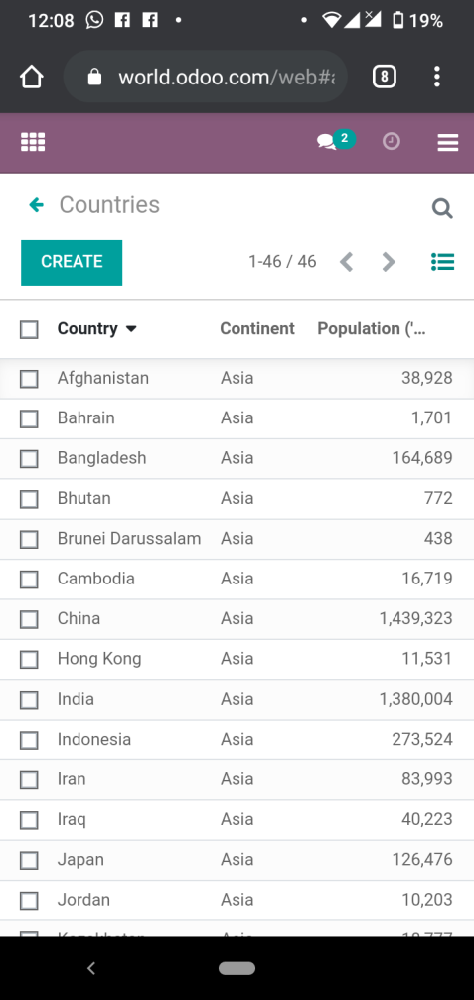 12:08 19%
world.odoo.com/web#a 8
2
Countries
CREATE 1-46 / 46
Country Continent Population ('...
Afghanistan Asia 38,928
Bahrain Asia 1,701
Bangladesh Asia 164,689
Bhutan Asia 772
Brunei Darussalam Asia 438
Cambodia Asia 16,719
China Asia 1,439,323
Hong Kong Asia 11,531
India Asia 1,380,004
Indonesia Asia 273,524
Iran Asia 83,993
Iraq Asia 40,223
Japan Asia 126,476
Jordan Asia 10,203